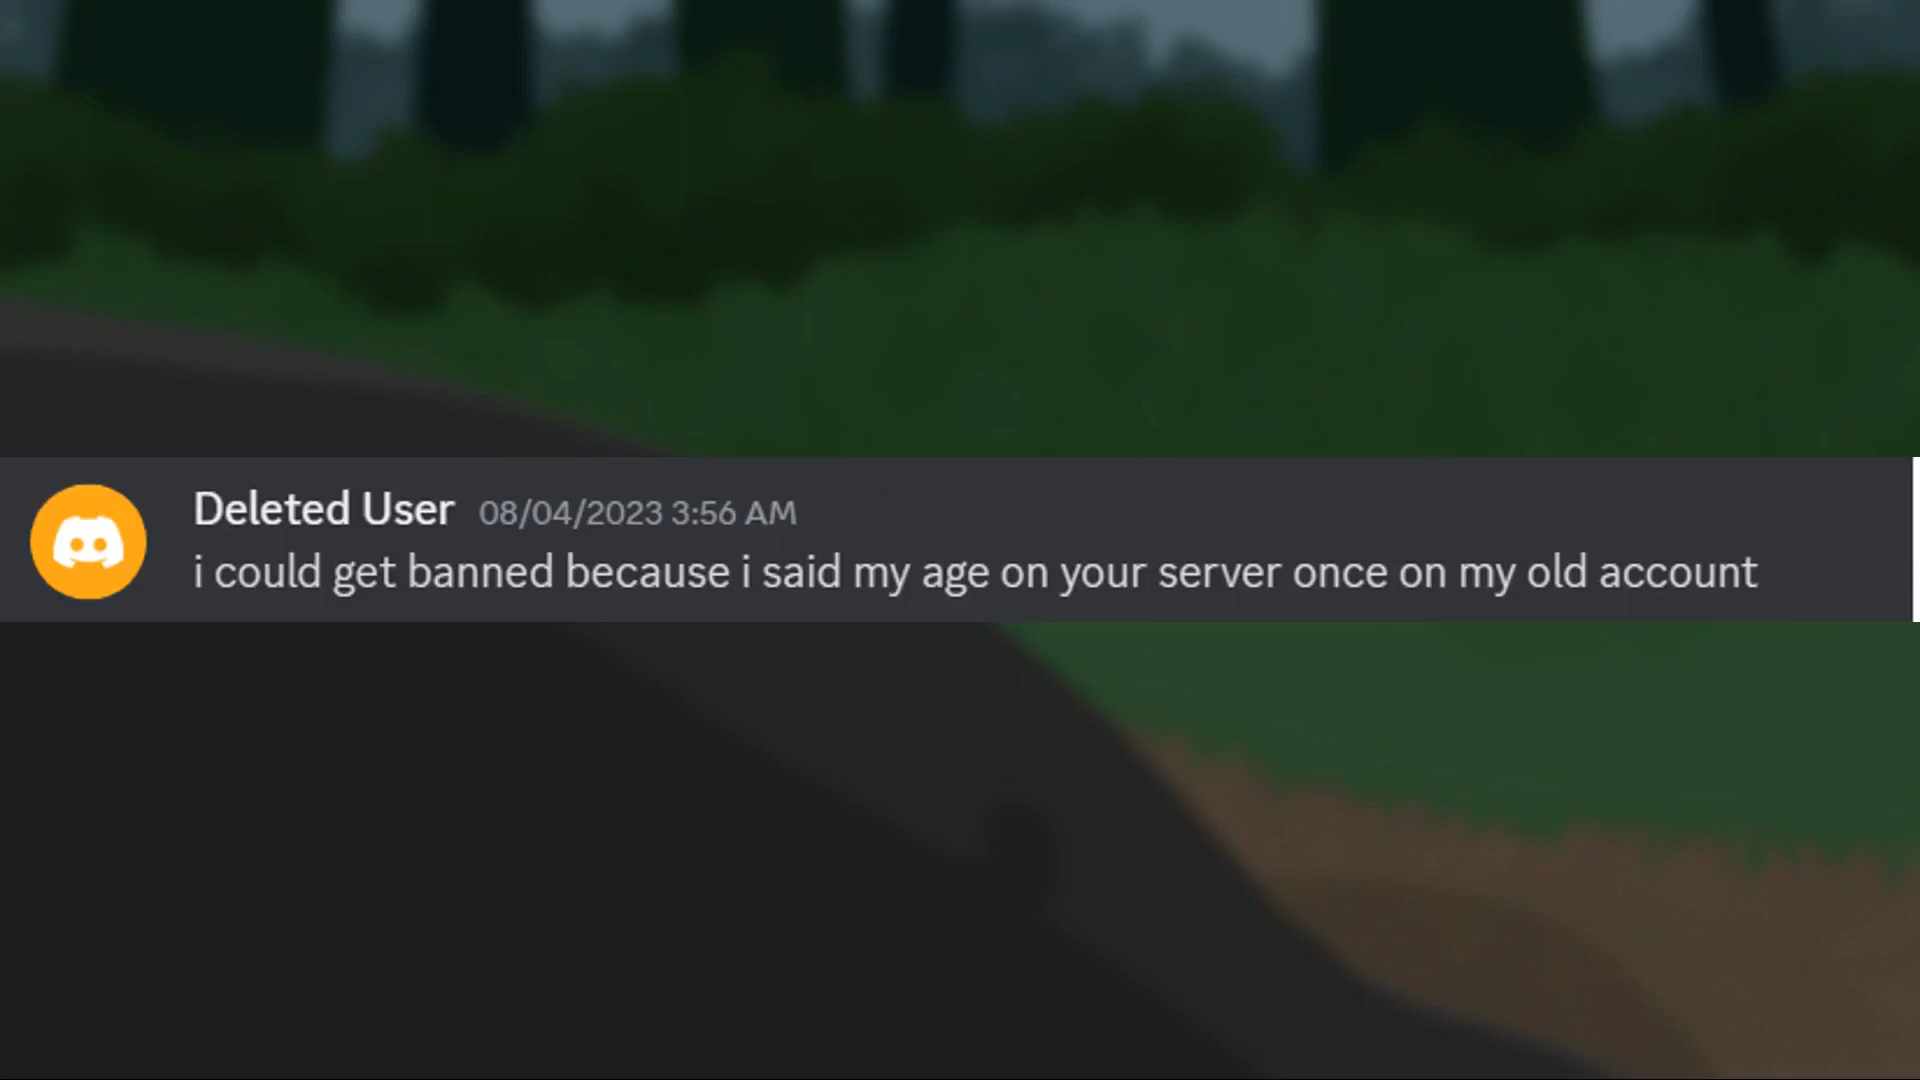 Deleted User 08/04/2023 3:56 AM
i could get banned because i said my age on your server once on my old account